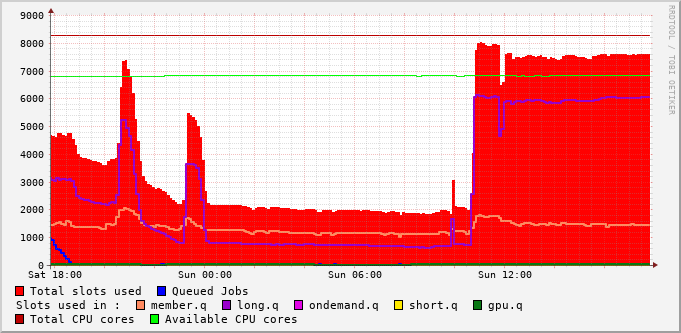 9000
8000
7000
6000
5000
4000
3000
2000
1000
0
Sat 18:00 Sun 00:00 Sun 06:00 Sun 12:00
RRDTOOL / TOBI OETIKER
Total slots used Queued Jobs
Slots used in : member.q long.q ondemand.q short.q gpu.q
Total CPU cores Available CPU cores